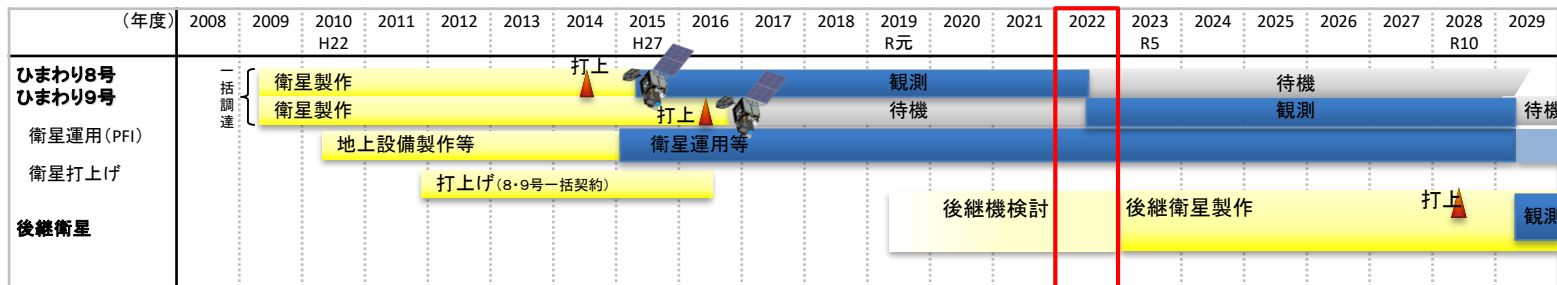 (年度) 2008 2009 2010 2011 2012 2013 2014 2015 2016 2017 2018 2019 2020 2021 2022 2023 2024 2025 2026 2027 2028 2029
H22 H27 R元 R5 R10
ひまわり8号 一括調達 衛星製作 打上 観測 待機
ひまわり9号 衛星製作 打上 待機 観測 待機
衛星運用(PFI) 地上設備製作等 衛星運用等
衛星打上げ 打上げ(8・9号一括契約)
後継衛星 後継機検討 後継衛星製作 打上 観測